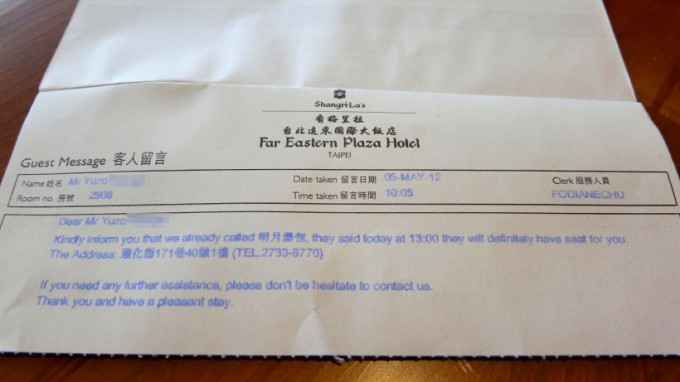 Shangri-La's
香格里拉
台北遠東國際大飯店
Far Eastern Plaza Hotel
TAIPEI
Guest Message 客人留言
Name 姓名 Mr Yuzo Date taken 留言日期 05-MAY-12 Clerk 服務人員
Room no. 房號 2908 Time taken 留言時間 10:05 FODIANECHU
Dear Mr Yuzo
Kindly inform you that we already called 明月湯包, they said today at 13:00 they will definitely have seat for you.
The Address: 通化街171巷40號1樓 (TEL:2733-8770)
If you need any further assistance, please don't be hesitate to contact us.
Thank you and have a pleasant stay.